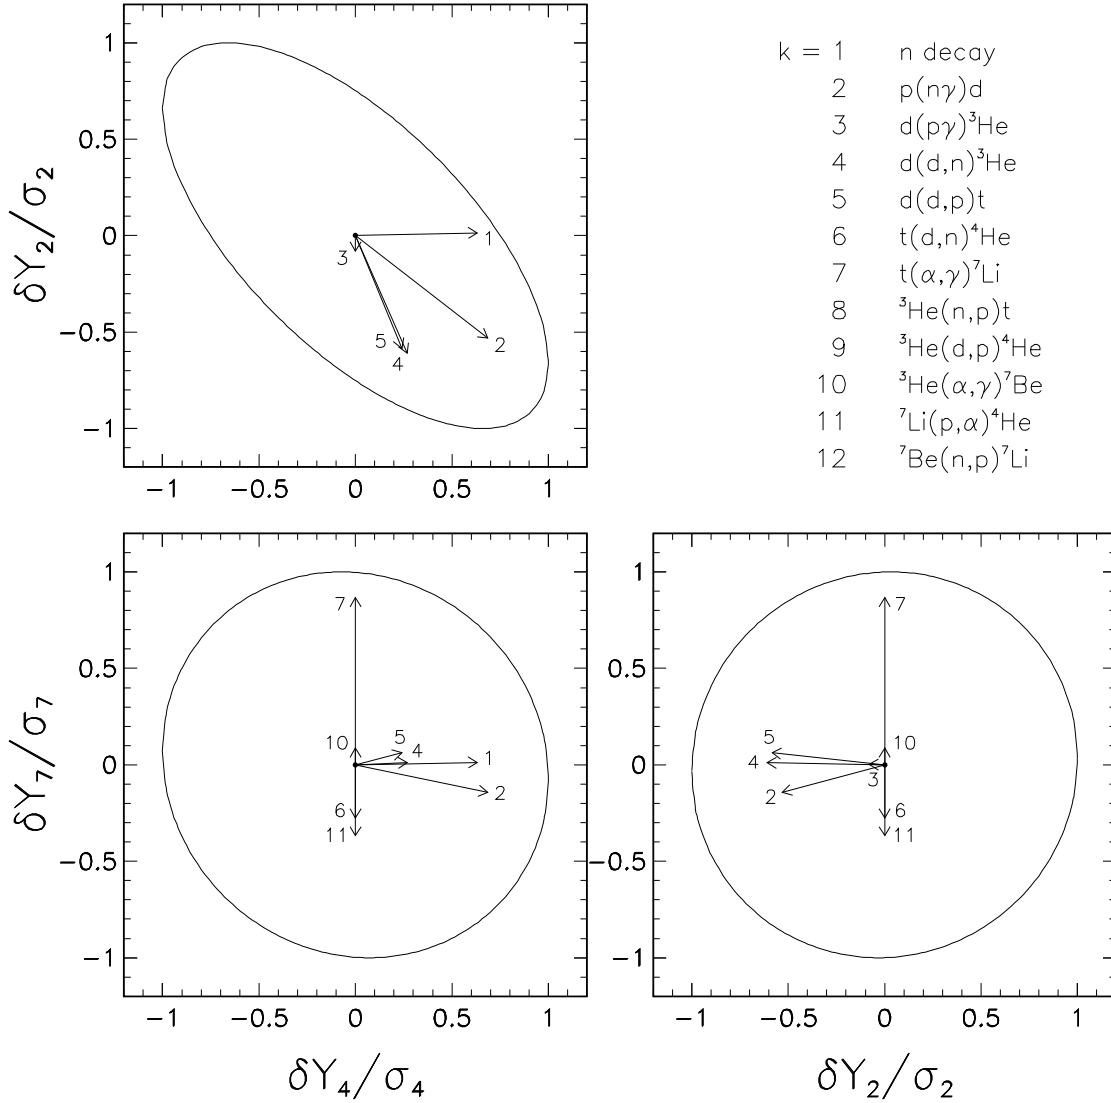 1
0.5
0
−0.5
−1
δY₂/σ₂
−1 −0.5 0 0.5 1
1
2
3
4
5
k = 1 n decay
2 p(nγ)d
3 d(pγ)³He
4 d(d,n)³He
5 d(d,p)t
6 t(d,n)⁴He
7 t(α,γ)⁷Li
8 ³He(n,p)t
9 ³He(d,p)⁴He
10 ³He(α,γ)⁷Be
11 ⁷Li(p,α)⁴He
12 ⁷Be(n,p)⁷Li
1
0.5
0
−0.5
−1
δY₇/σ₇
7
10
5
4
1
2
6
11
−1 −0.5 0 0.5 1
δY₄/σ₄
1
0.5
0
−0.5
−1
7
5
10
4
3
2
6
11
−1 −0.5 0 0.5 1
δY₂/σ₂